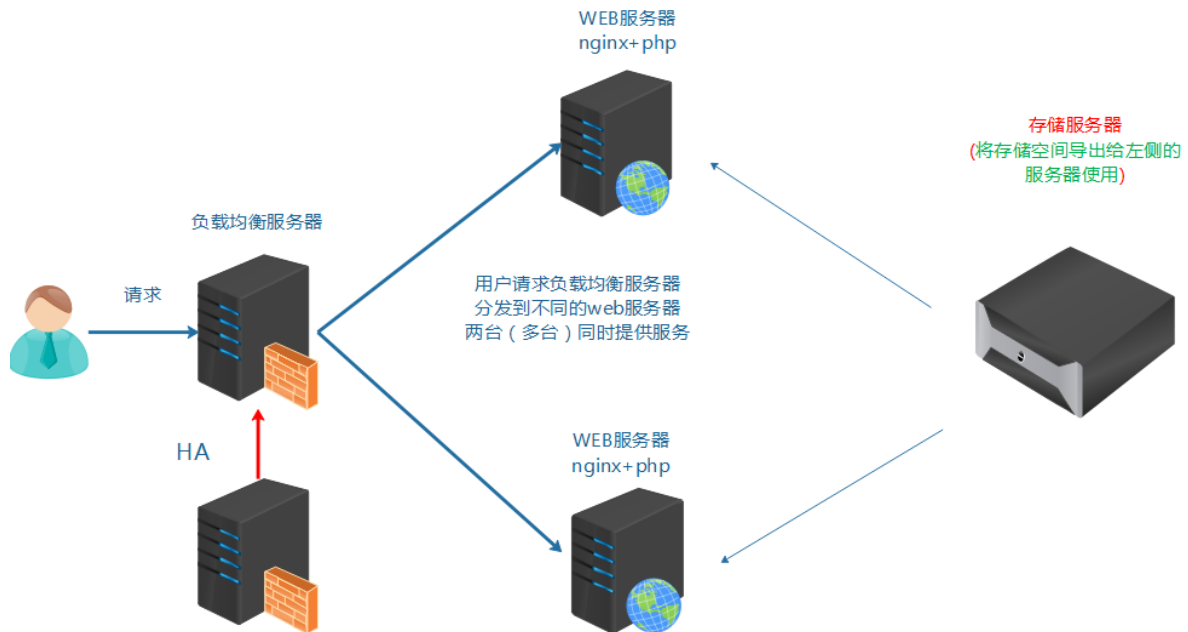 WEB服务器
nginx+php
存储服务器
(将存储空间导出给左侧的
服务器使用)
负载均衡服务器
请求
用户请求负载均衡服务器
分发到不同的web服务器
两台（多台）同时提供服务
HA
WEB服务器
nginx+php